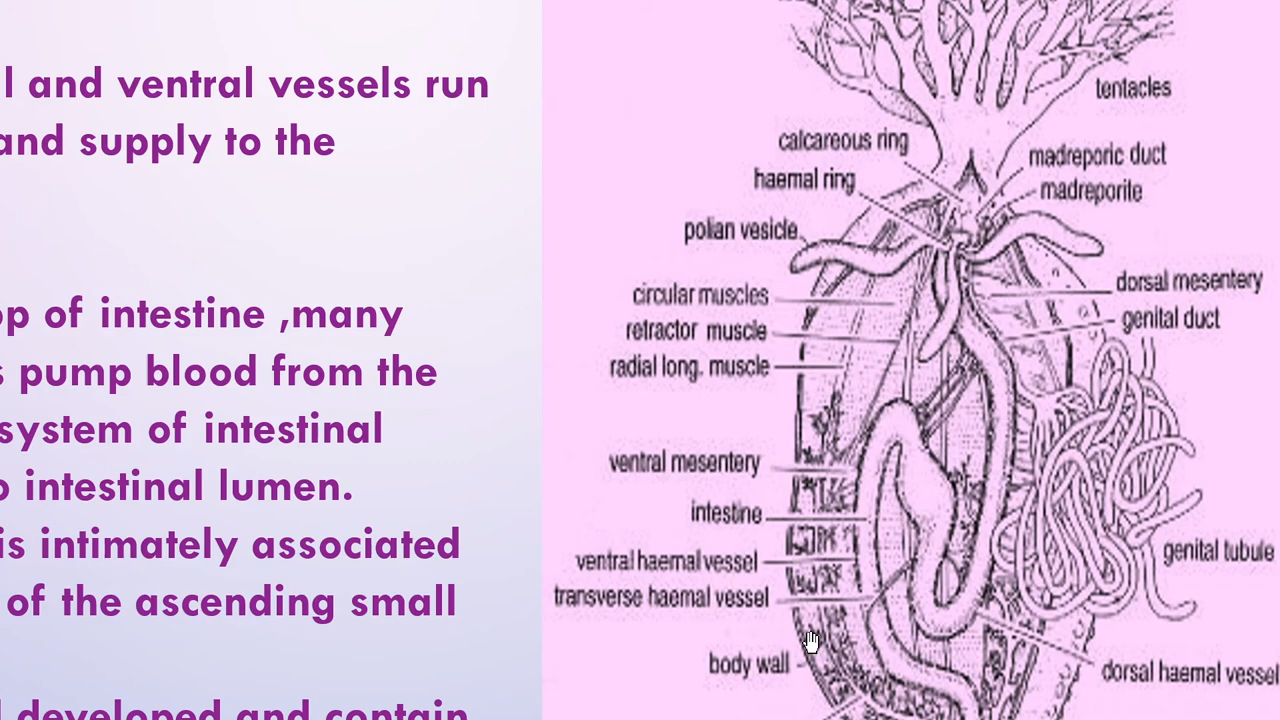 l and ventral vessels run
and supply to the
op of intestine ,many
s pump blood from the
system of intestinal
o intestinal lumen.
is intimately associated
of the ascending small
l developed and contain
tentacles
calcareous ring
madreporic duct
haemal ring
madreporite
polian vesicle
dorsal mesentery
circular muscles
genital duct
retractor muscle
radial long. muscle
ventral mesentery
intestine
genital tubule
ventral haemal vessel
transverse haemal vessel
body wall
dorsal haemal vessel